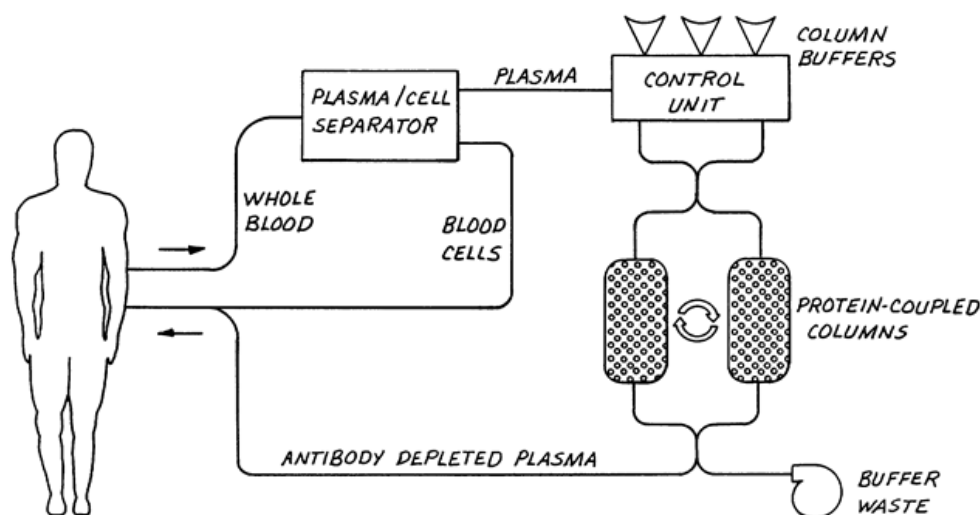 COLUMN
BUFFERS
PLASMA
CONTROL
UNIT
PLASMA/CELL
SEPARATOR
WHOLE
BLOOD
BLOOD
CELLS
PROTEIN-COUPLED
COLUMNS
ANTIBODY DEPLETED PLASMA
BUFFER
WASTE